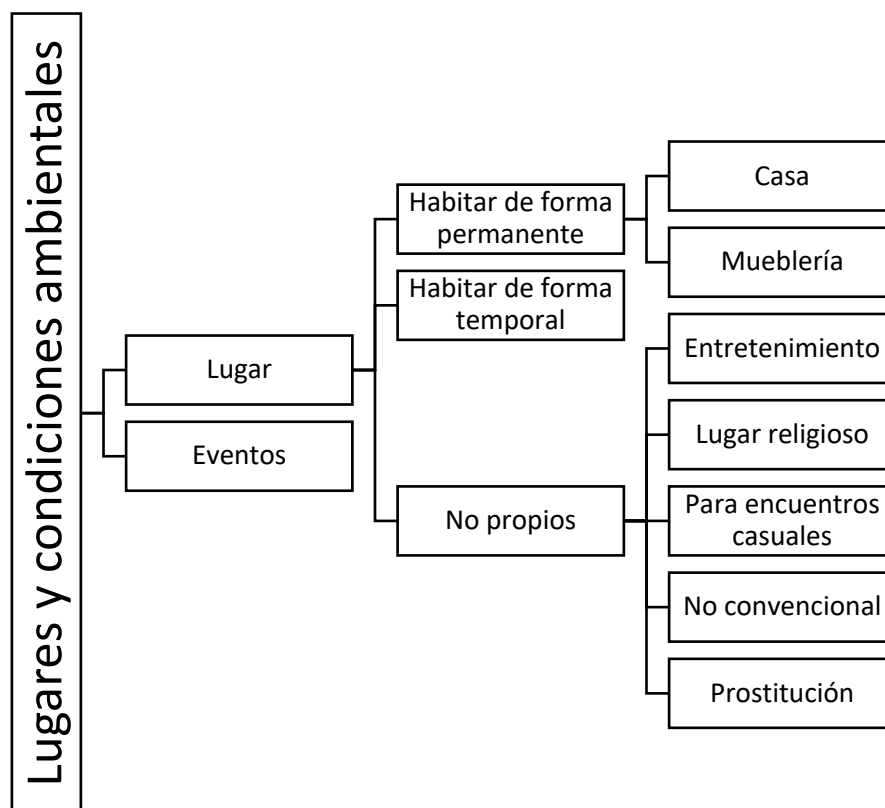 Lugares y condiciones ambientales
Lugar
Habitar de forma
permanente
Casa
Mueblería
Habitar de forma
temporal
No propios
Entretenimiento
Lugar religioso
Para encuentros
casuales
No convencional
Prostitución
Eventos